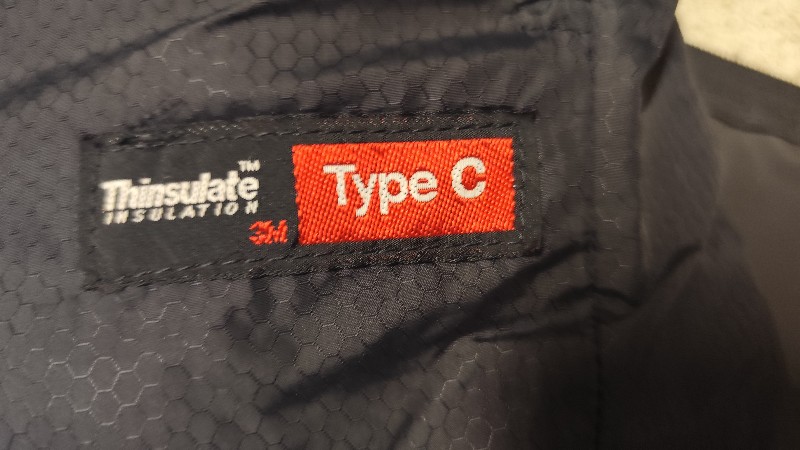 Thinsulate™
INSULATION
3M
Type C